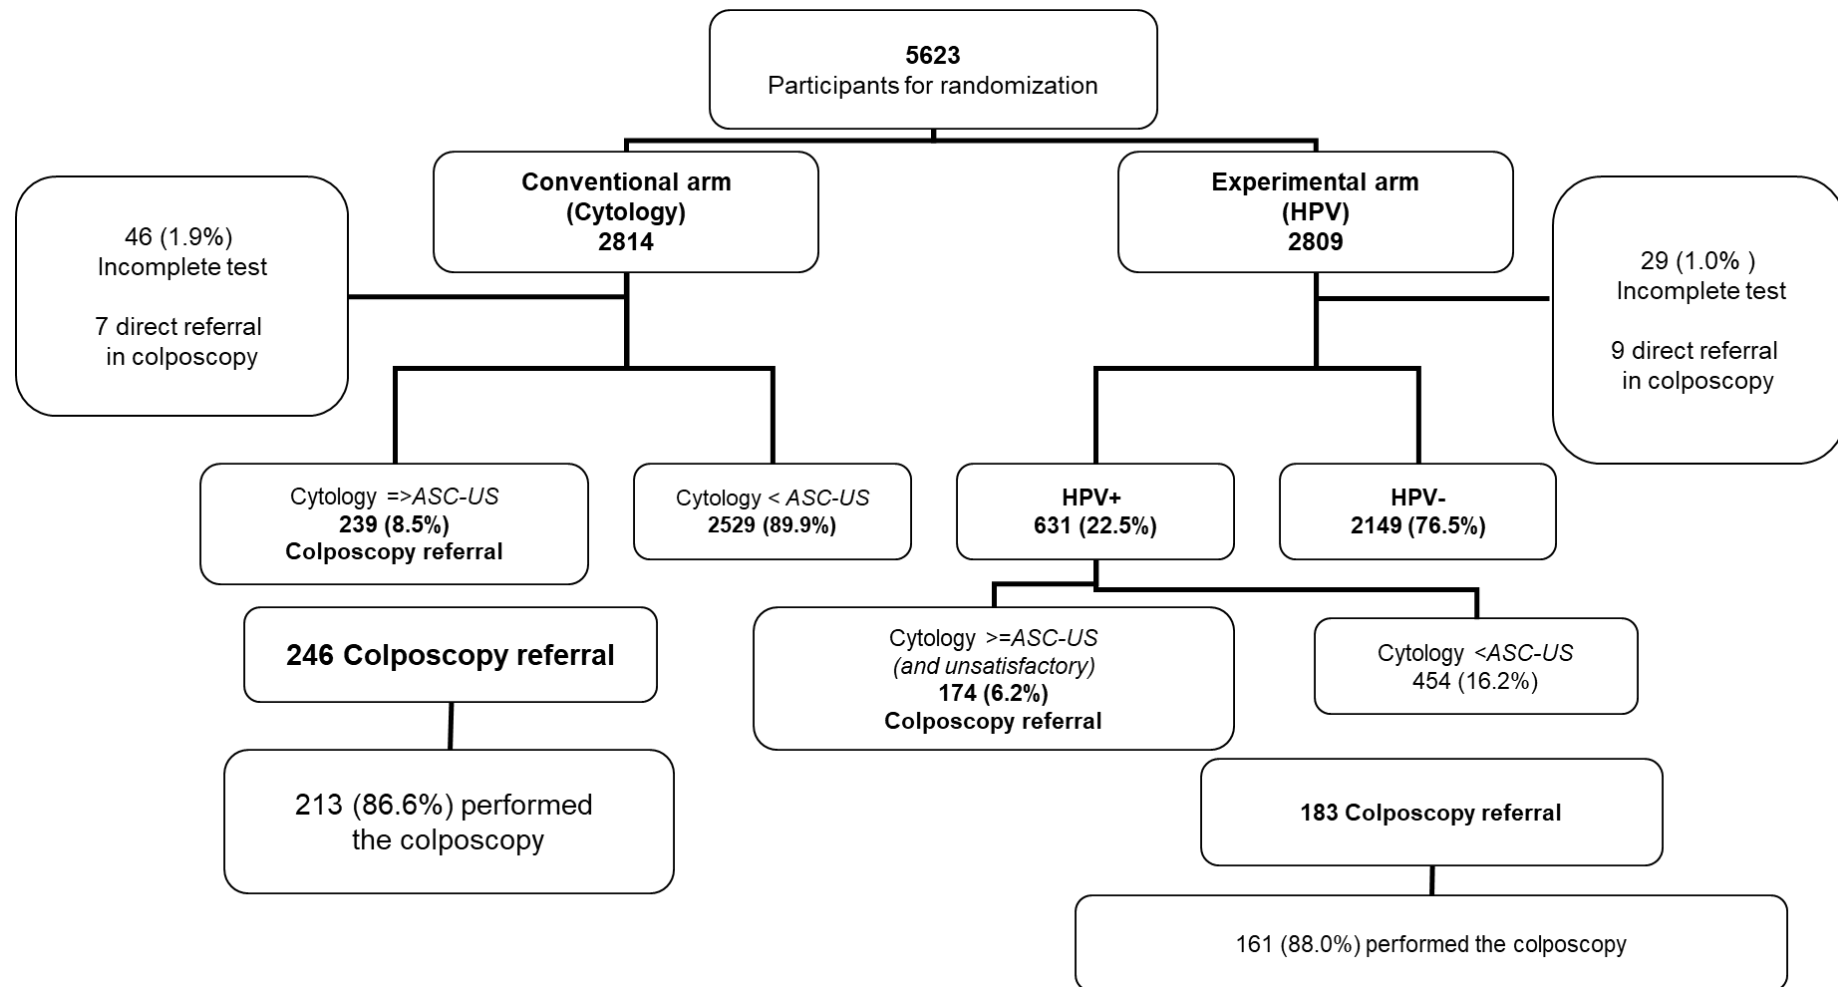 5623
Participants for randomization
Conventional arm
(Cytology)
2814
Experimental arm
(HPV)
2809
46 (1.9%)
Incomplete test
7 direct referral
in colposcopy
29 (1.0% )
Incomplete test
9 direct referral
in colposcopy
Cytology =>ASC-US
239 (8.5%)
Colposcopy referral
Cytology < ASC-US
2529 (89.9%)
HPV+
631 (22.5%)
HPV-
2149 (76.5%)
246 Colposcopy referral
Cytology >=ASC-US
(and unsatisfactory)
174 (6.2%)
Colposcopy referral
Cytology <ASC-US
454 (16.2%)
213 (86.6%) performed
the colposcopy
183 Colposcopy referral
161 (88.0%) performed the colposcopy